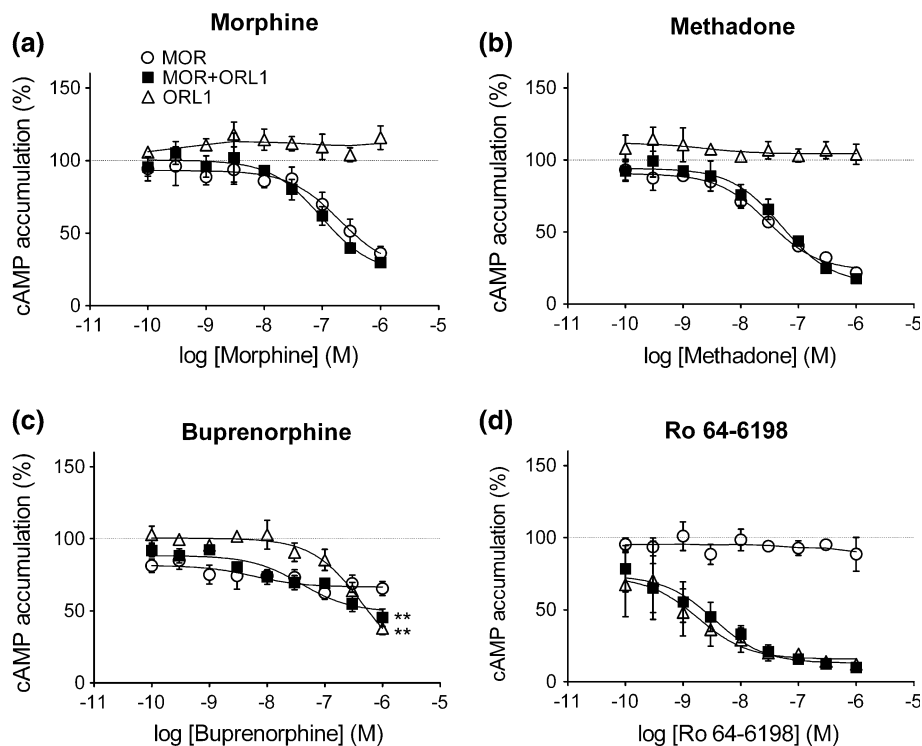 (a)
Morphine
MOR
MOR+ORL1
ORL1
cAMP accumulation (%)
150
100
50
0
-11 -10 -9 -8 -7 -6 -5
log [Morphine] (M)
(b)
Methadone
cAMP accumulation (%)
150
100
50
0
-11 -10 -9 -8 -7 -6 -5
log [Methadone] (M)
(c)
Buprenorphine
cAMP accumulation (%)
150
100
50
0
**
**
-11 -10 -9 -8 -7 -6 -5
log [Buprenorphine] (M)
(d)
Ro 64-6198
cAMP accumulation (%)
150
100
50
0
-11 -10 -9 -8 -7 -6 -5
log [Ro 64-6198] (M)